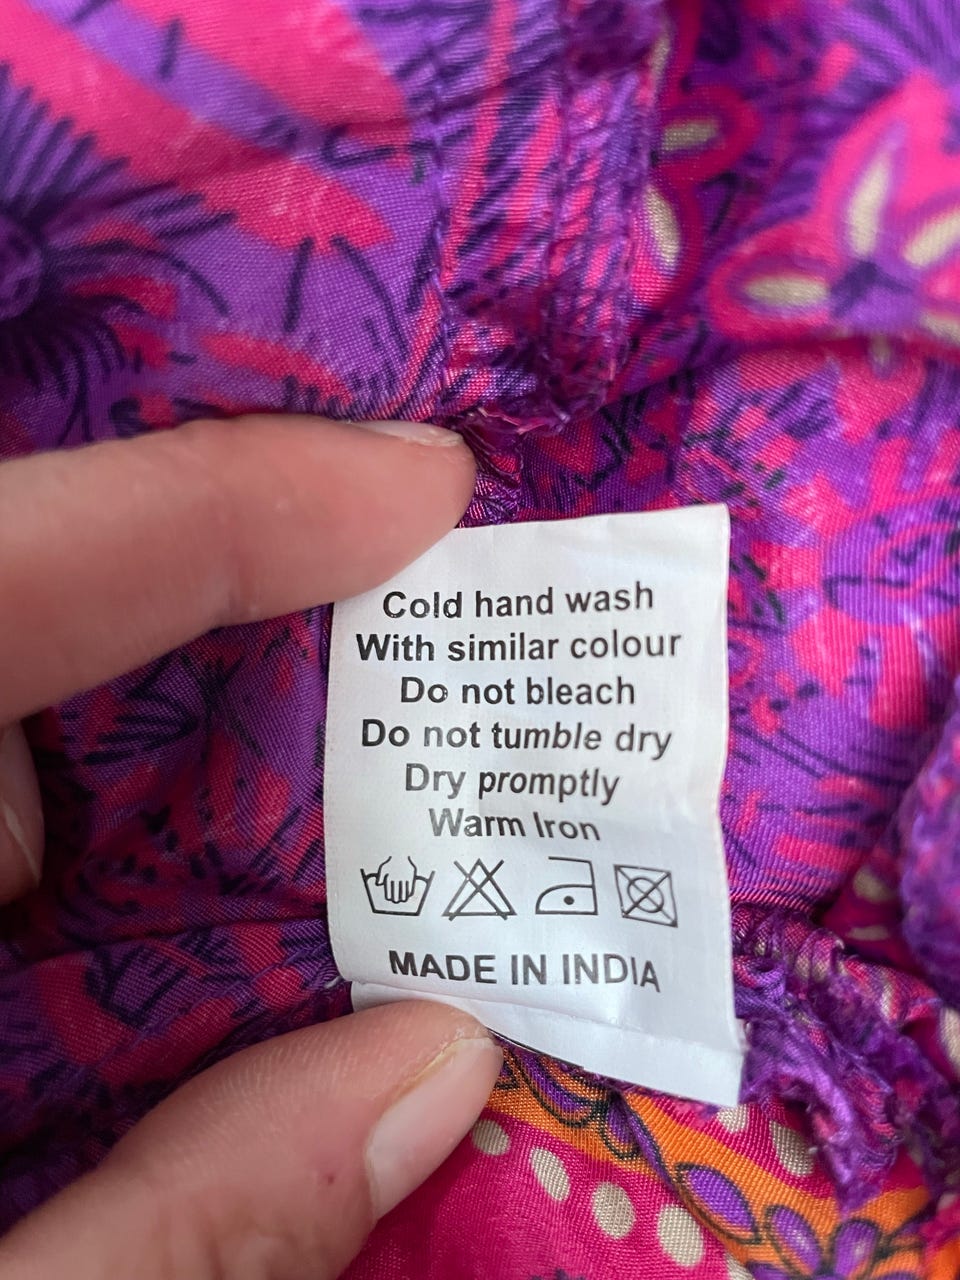 Cold hand wash
With similar colour
Do not bleach
Do not tumble dry
Dry promptly
Warm Iron
MADE IN INDIA